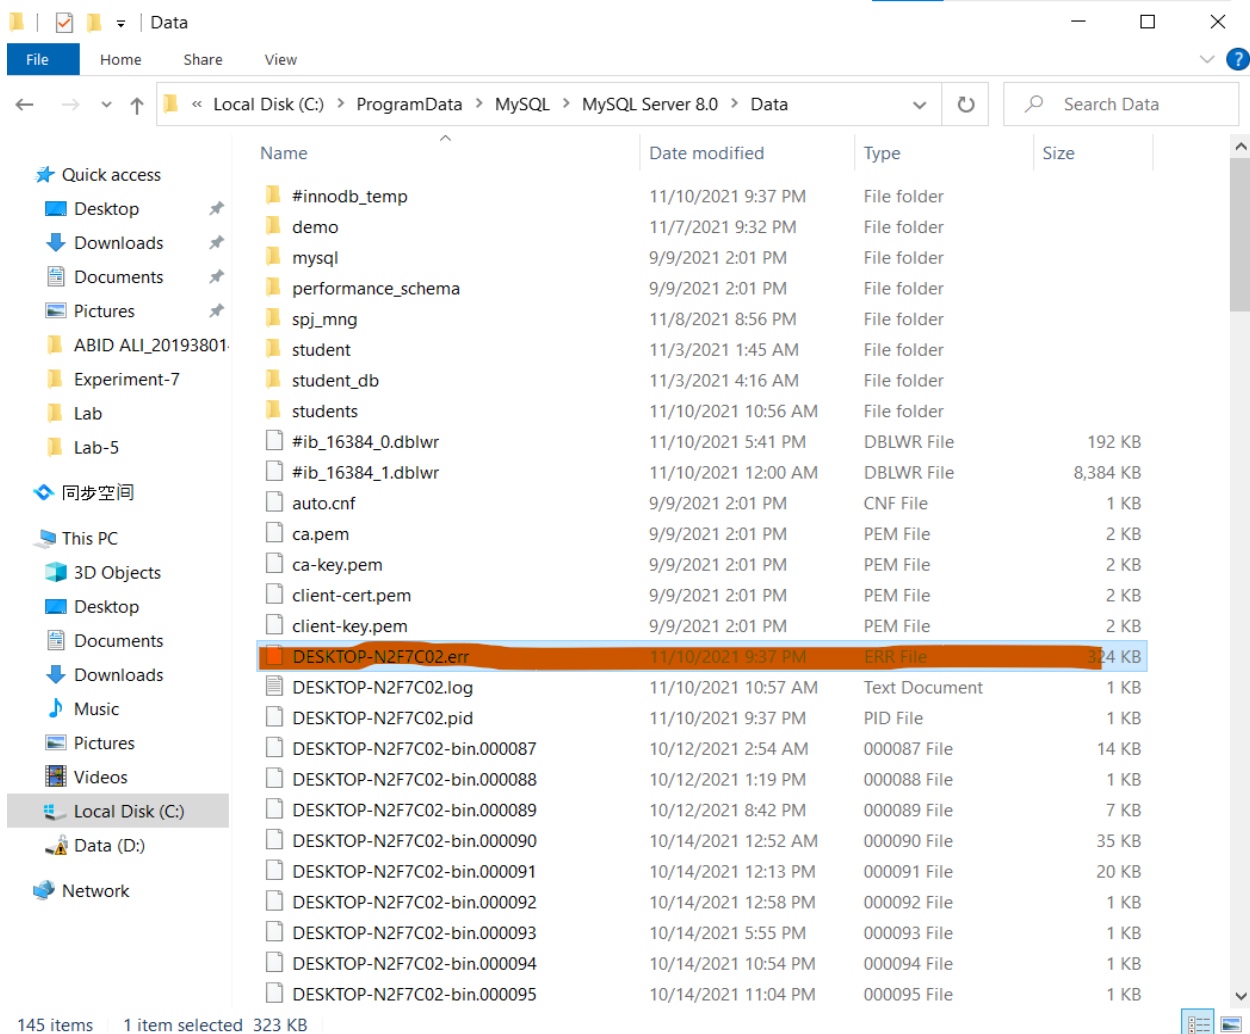 Data
File Home Share View
« Local Disk (C:) > ProgramData > MySQL > MySQL Server 8.0 > Data
Search Data
Name Date modified Type Size
Quick access
Desktop
Downloads
Documents
Pictures
ABID ALI_20193801
Experiment-7
Lab
Lab-5
同步空间
This PC
3D Objects
Desktop
Documents
Downloads
Music
Pictures
Videos
Local Disk (C:)
Data (D:)
Network
#innodb_temp 11/10/2021 9:37 PM File folder
demo 11/7/2021 9:32 PM File folder
mysql 9/9/2021 2:01 PM File folder
performance_schema 9/9/2021 2:01 PM File folder
spj_mng 11/8/2021 8:56 PM File folder
student 11/3/2021 1:45 AM File folder
student_db 11/3/2021 4:16 AM File folder
students 11/10/2021 10:56 AM File folder
#ib_16384_0.dblwr 11/10/2021 5:41 PM DBLWR File 192 KB
#ib_16384_1.dblwr 11/10/2021 12:00 AM DBLWR File 8,384 KB
auto.cnf 9/9/2021 2:01 PM CNF File 1 KB
ca.pem 9/9/2021 2:01 PM PEM File 2 KB
ca-key.pem 9/9/2021 2:01 PM PEM File 2 KB
client-cert.pem 9/9/2021 2:01 PM PEM File 2 KB
client-key.pem 9/9/2021 2:01 PM PEM File 2 KB
DESKTOP-N2F7C02.err 11/10/2021 9:37 PM ERR File 324 KB
DESKTOP-N2F7C02.log 11/10/2021 10:57 AM Text Document 1 KB
DESKTOP-N2F7C02.pid 11/10/2021 9:37 PM PID File 1 KB
DESKTOP-N2F7C02-bin.000087 10/12/2021 2:54 AM 000087 File 14 KB
DESKTOP-N2F7C02-bin.000088 10/12/2021 1:19 PM 000088 File 1 KB
DESKTOP-N2F7C02-bin.000089 10/12/2021 8:42 PM 000089 File 7 KB
DESKTOP-N2F7C02-bin.000090 10/14/2021 12:52 AM 000090 File 35 KB
DESKTOP-N2F7C02-bin.000091 10/14/2021 12:13 PM 000091 File 20 KB
DESKTOP-N2F7C02-bin.000092 10/14/2021 12:58 PM 000092 File 1 KB
DESKTOP-N2F7C02-bin.000093 10/14/2021 5:55 PM 000093 File 1 KB
DESKTOP-N2F7C02-bin.000094 10/14/2021 10:54 PM 000094 File 1 KB
DESKTOP-N2F7C02-bin.000095 10/14/2021 11:04 PM 000095 File 1 KB
145 items 1 item selected 323 KB